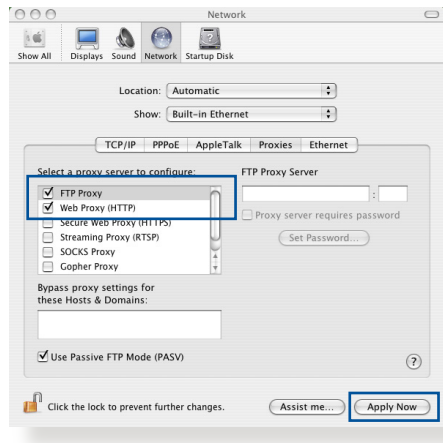 Network
Show All Displays Sound Network Startup Disk
Location: Automatic
Show: Built-in Ethernet
TCP/IP PPPoE AppleTalk Proxies Ethernet
Select a proxy server to configure: FTP Proxy Server
FTP Proxy
Web Proxy (HTTP) :
Secure Web Proxy (HTTPS) Proxy server requires password
Streaming Proxy (RTSP) Set Password...
SOCKS Proxy
Gopher Proxy
Bypass proxy settings for
these Hosts & Domains:
Use Passive FTP Mode (PASV) ?
Click the lock to prevent further changes. Assist me... Apply Now